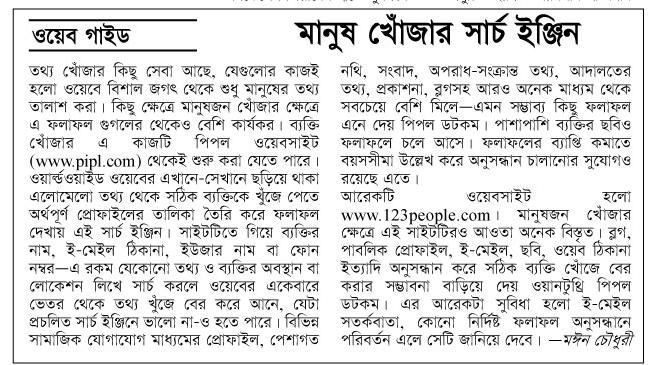 ওয়েব গাইড
মানুষ খোঁজার সার্চ ইঞ্জিন
তথ্য খোঁজার কিছু সেবা আছে, যেগুলোর কাজই
হলো ওয়েবে বিশাল জগৎ থেকে শুধু মানুষের তথ্য
তালাশ করা। কিছু ক্ষেত্রে মানুষজন খোঁজার ক্ষেত্রে
এ ফলাফল গুগলের থেকেও বেশি কার্যকর। ব্যক্তি
খোঁজার এ কাজটি পিপল ওয়েবসাইট
(www.pipl.com) থেকেই শুরু করা যেতে পারে।
ওয়ার্ল্ডওয়াইড ওয়েবের এখানে-সেখানে ছড়িয়ে থাকা
এলোমেলো তথ্য থেকে সঠিক ব্যক্তিকে খুঁজে পেতে
অর্থপূর্ণ প্রোফাইলের তালিকা তৈরি করে ফলাফল
দেখায় এই সার্চ ইঞ্জিন। সাইটটিতে গিয়ে ব্যক্তির
নাম, ই-মেইল ঠিকানা, ইউজার নাম বা ফোন
নম্বর—এ রকম যেকোনো তথ্য ও ব্যক্তির অবস্থান বা
লোকেশন লিখে সার্চ করলে ওয়েবের একেবারে
ভেতর থেকে তথ্য খুঁজে বের করে আনে, যেটা
প্রচলিত সার্চ ইঞ্জিনে ভালো না-ও হতে পারে। বিভিন্ন
সামাজিক যোগাযোগ মাধ্যমের প্রোফাইল, পেশাগত
নথি, সংবাদ, অপরাধ-সংক্রান্ত তথ্য, আদালতের
তথ্য, প্রকাশনা, ব্লগসহ আরও অনেক মাধ্যম থেকে
সবচেয়ে বেশি মিলে—এমন সম্ভাব্য কিছু ফলাফল
এনে দেয় পিপল ডটকম। পাশাপাশি ব্যক্তির ছবিও
ফলাফলে চলে আসে। ফলাফলের ব্যাপ্তি কমাতে
বয়সসীমা উল্লেখ করে অনুসন্ধান চালানোর সুযোগও
রয়েছে এতে।
আরেকটি ওয়েবসাইট হলো
www.123people.com। মানুষজন খোঁজার
ক্ষেত্রে এই সাইটটিরও আওতা অনেক বিস্তৃত। ব্লগ,
পাবলিক প্রোফাইল, ই-মেইল, ছবি, ওয়েব ঠিকানা
ইত্যাদি অনুসন্ধান করে সঠিক ব্যক্তি খোঁজে বের
করার সম্ভাবনা বাড়িয়ে দেয় ওয়ানটুথ্রি পিপল
ডটকম। এর আরেকটা সুবিধা হলো ই-মেইল
সতর্কবাতা, কোনো নির্দিষ্ট ফলাফল অনুসন্ধানে
পরিবর্তন এলে সেটি জানিয়ে দেবে। —মঈন চৌধুরী